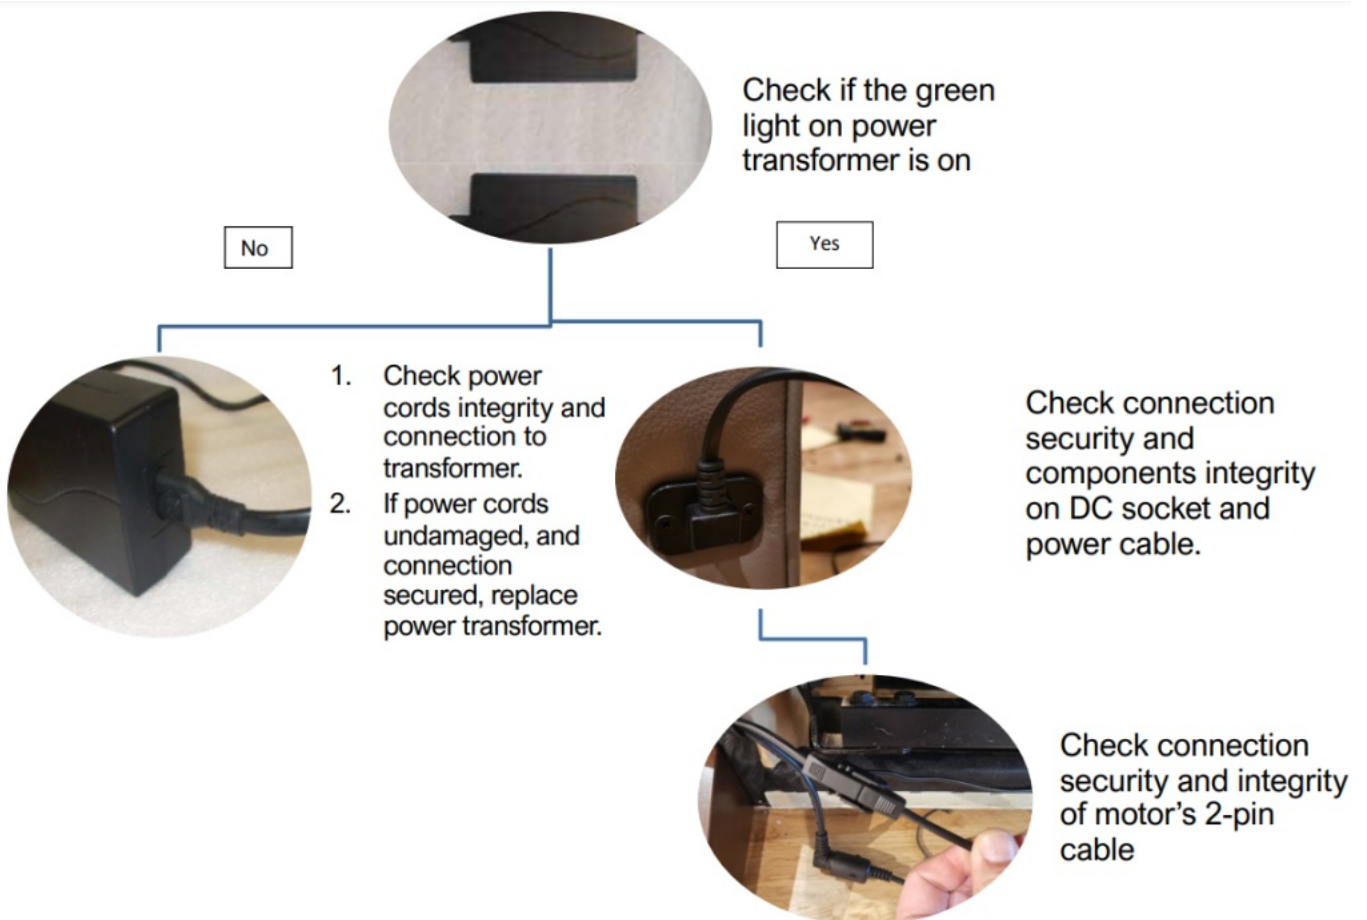 Check if the green
light on power
transformer is on
No
Yes
1. Check power
cords integrity and
connection to
transformer.
2. If power cords
undamaged, and
connection
secured, replace
power transformer.
Check connection
security and
components integrity
on DC socket and
power cable.
Check connection
security and integrity
of motor's 2-pin
cable